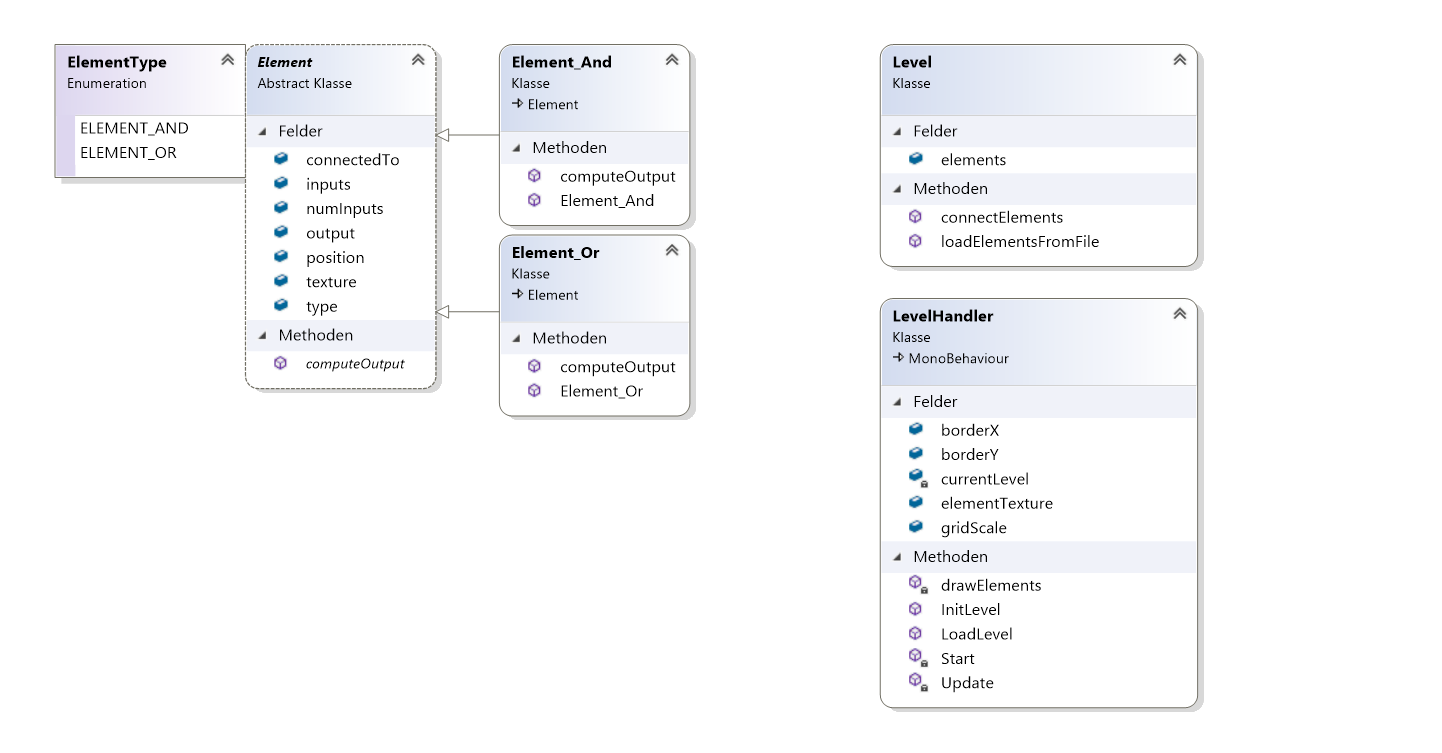 ElementType
Enumeration
ELEMENT_AND
ELEMENT_OR
Element
Abstract Klasse
Felder
connectedTo
inputs
numInputs
output
position
texture
type
Methoden
computeOutput
Element_And
Klasse
Element
Methoden
computeOutput
Element_And
Element_Or
Klasse
Element
Methoden
computeOutput
Element_Or
Level
Klasse
Felder
elements
Methoden
connectElements
loadElementsFromFile
LevelHandler
Klasse
MonoBehaviour
Felder
borderX
borderY
currentLevel
elementTexture
gridScale
Methoden
drawElements
InitLevel
LoadLevel
Start
Update